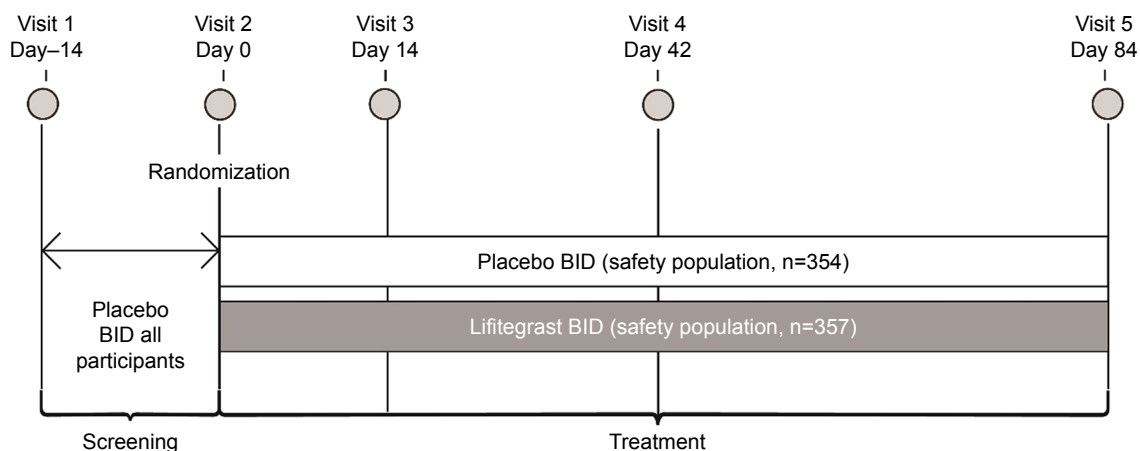 Visit 1
Day–14
Visit 2
Day 0
Visit 3
Day 14
Visit 4
Day 42
Visit 5
Day 84
Randomization
Placebo BID (safety population, n=354)
Placebo
BID all
participants
Lifitegrast BID (safety population, n=357)
Screening
Treatment